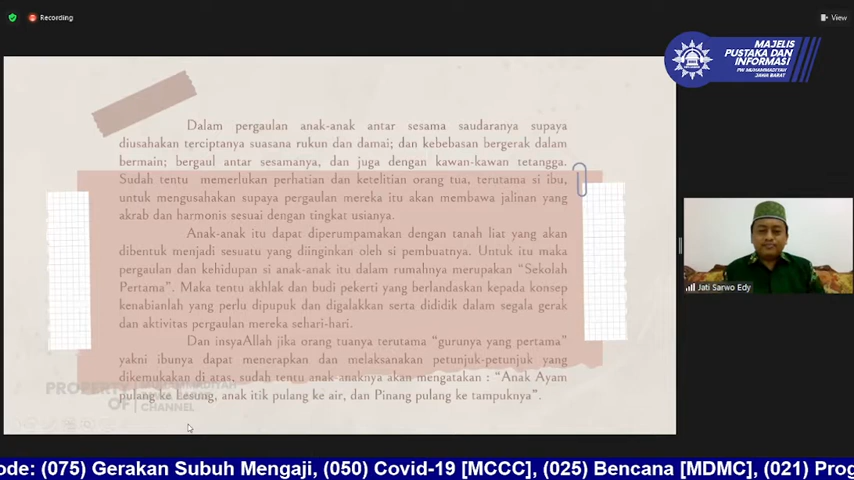 Recording
View
MAJELIS
PUSTAKA DAN
INFORMASI
PW MUHAMMADIYAH
JAWA BARAT
Dalam pergaulan anak-anak antar sesama saudaranya supaya
diusahakan terciptanya suasana rukun dan damai; dan kebebasan bergerak dalam
bermain; bergaul antar sesamanya, dan juga dengan kawan-kawan tetangga.
Sudah tentu memerlukan perhatian dan ketelitian orang tua, terutama si ibu,
untuk mengusahakan supaya pergaulan mereka itu akan membawa jalinan yang
akrab dan harmonis sesuai dengan tingkat usianya.
Anak-anak itu dapat diperumpamakan dengan tanah liat yang akan
dibentuk menjadi sesuatu yang diinginkan oleh si pembuatnya. Untuk itu maka
pergaulan dan kehidupan si anak-anak itu dalam rumahnya merupakan “Sekolah
Pertama”. Maka tentu akhlak dan budi pekerti yang berlandaskan kepada konsep
kenabianlah yang perlu dipupuk dan digalakkan serta dididik dalam segala gerak
dan aktivitas pergaulan mereka sehari-hari.
Dan insyaAllah jika orang tuanya terutama “gurunya yang pertama”
yakni ibunya dapat menerapkan dan melaksanakan petunjuk-petunjuk yang
dikemukakan di atas, sudah tentu anak-anaknya akan mengatakan : “Anak Ayam
pulang ke Lesung, anak itik pulang ke air, dan Pinang pulang ke tampuknya”.
PROPERTY
OF
CHANNEL
Jati Sarwo Edy
ode: (075) Gerakan Subuh Mengaji, (050) Covid-19 [MCCC), (025) Bencana [MDMC], (021) Prog